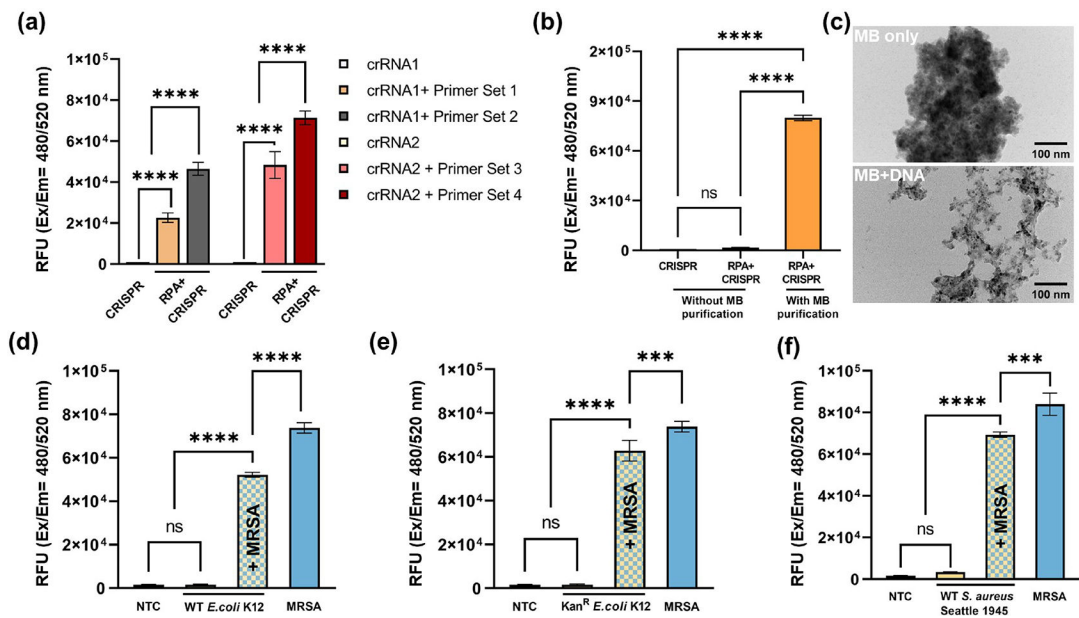 (a)
RFU (Ex/Em= 480/520 nm)
1×10⁵
8×10⁴
6×10⁴
4×10⁴
2×10⁴
0
****
****
****
****
CRISPR
RPA+
CRISPR
CRISPR
RPA+
CRISPR
crRNA1
crRNA1+ Primer Set 1
crRNA1+ Primer Set 2
crRNA2
crRNA2 + Primer Set 3
crRNA2 + Primer Set 4
(b)
RFU (Ex/Em= 480/520 nm)
2×10⁵
8×10⁴
6×10⁴
4×10⁴
2×10⁴
0
****
****
ns
CRISPR
RPA+
CRISPR
RPA+
CRISPR
Without MB
purification
With MB
purification
(c)
MB only
100 nm
MB+DNA
100 nm
(d)
RFU (Ex/Em= 480/520 nm)
1×10⁵
8×10⁴
6×10⁴
4×10⁴
2×10⁴
0
****
****
ns
+ MRSA
NTC
WT E.coli K12
MRSA
(e)
RFU (Ex/Em= 480/520 nm)
1×10⁵
8×10⁴
6×10⁴
4×10⁴
2×10⁴
0
***
****
ns
+ MRSA
NTC
Kanᴿ E.coli K12
MRSA
(f)
RFU (Ex/Em= 480/520 nm)
1×10⁵
8×10⁴
6×10⁴
4×10⁴
2×10⁴
0
***
****
ns
+ MRSA
NTC
WT S. aureus
Seattle 1945
MRSA